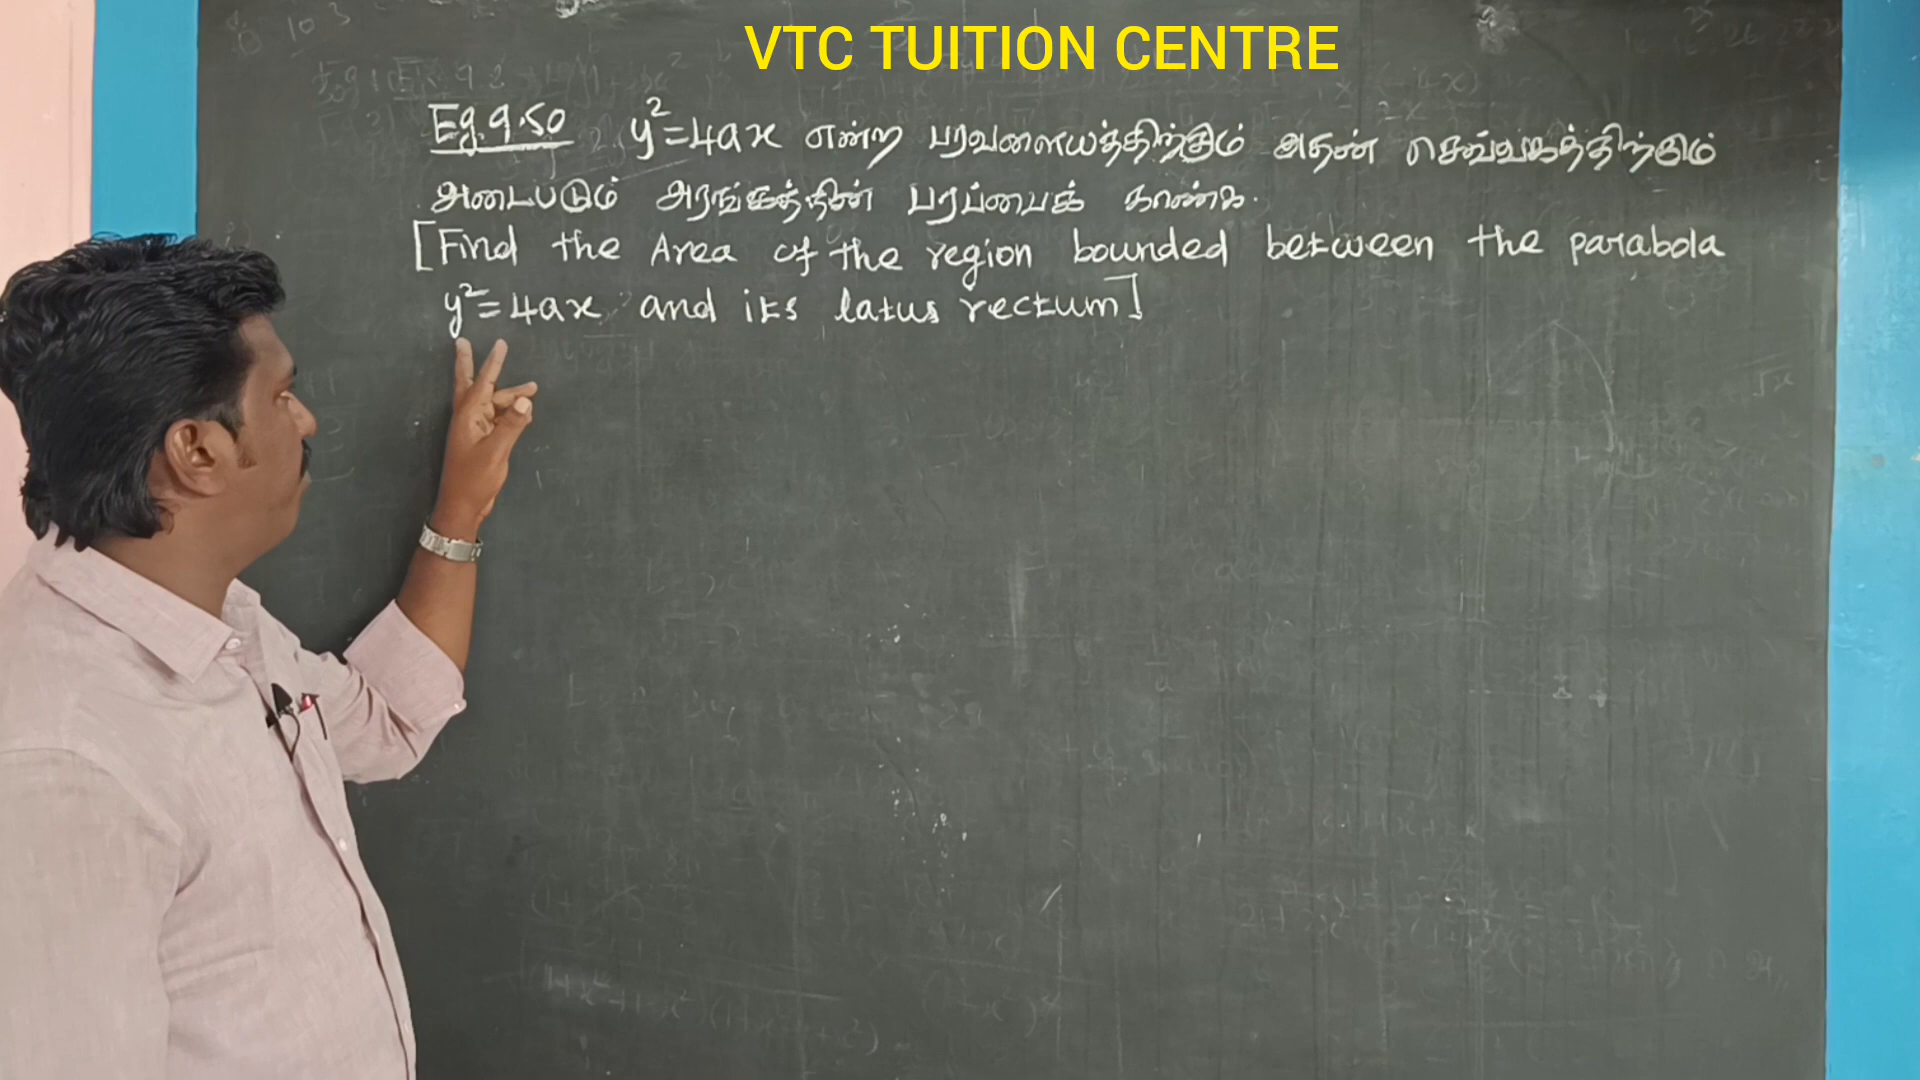 VTC TUITION CENTRE
Eg. 9.50 y²=4ax என்ற பரவளையத்திற்கும் அதன் செவ்வகத்திற்கும்
அடைபடும் அரங்கத்தின் பரப்பைக் காண்க.
[Find the Area of the region bounded between the parabola
y²=4ax and its latus rectum]